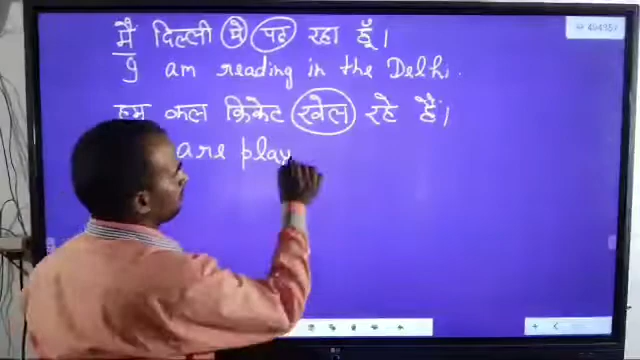 मै दिल्ली मे पढ रहा हूँ।
I am reading in the Delhi.
हम कल क्रिकेट खेल रहे हैं।
are play